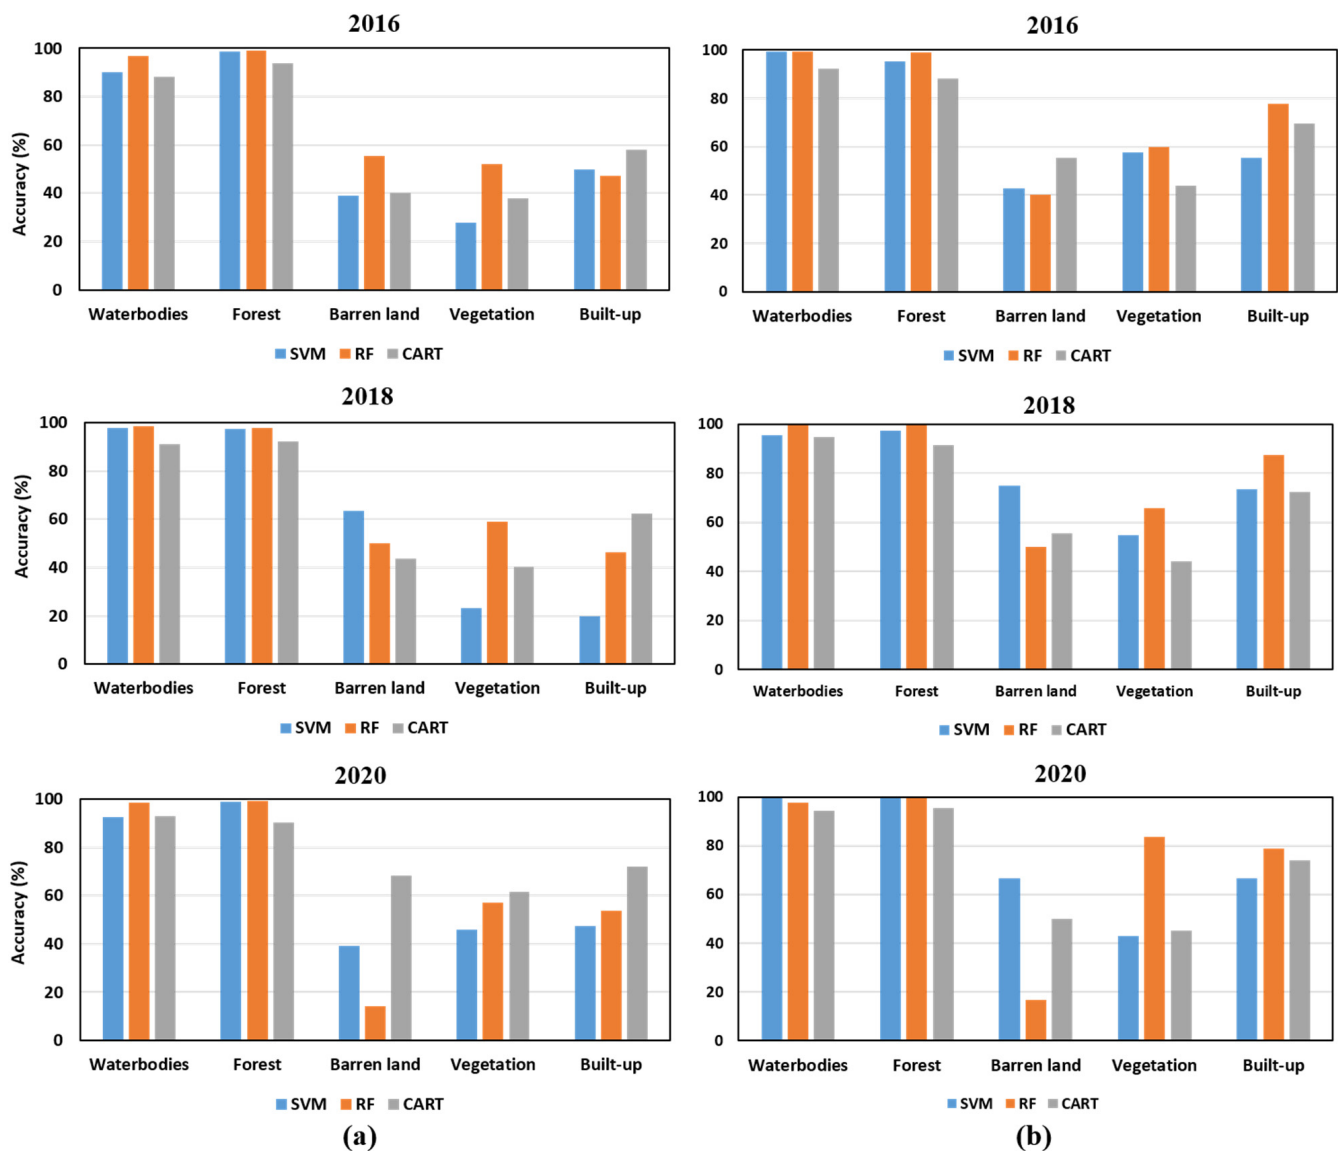 2016
Accuracy (%)
100
80
60
40
20
0
Waterbodies Forest Barren land Vegetation Built-up
SVM RF CART
2016
100
80
60
40
20
0
Waterbodies Forest Barren land Vegetation Built-up
SVM RF CART
2018
Accuracy (%)
100
80
60
40
20
0
Waterbodies Forest Barren land Vegetation Built-up
SVM RF CART
2018
100
80
60
40
20
0
Waterbodies Forest Barren land Vegetation Built-up
SVM RF CART
2020
Accuracy (%)
100
80
60
40
20
0
Waterbodies Forest Barren land Vegetation Built-up
SVM RF CART
(a)
2020
100
80
60
40
20
0
Waterbodies Forest Barren land Vegetation Built-up
SVM RF CART
(b)